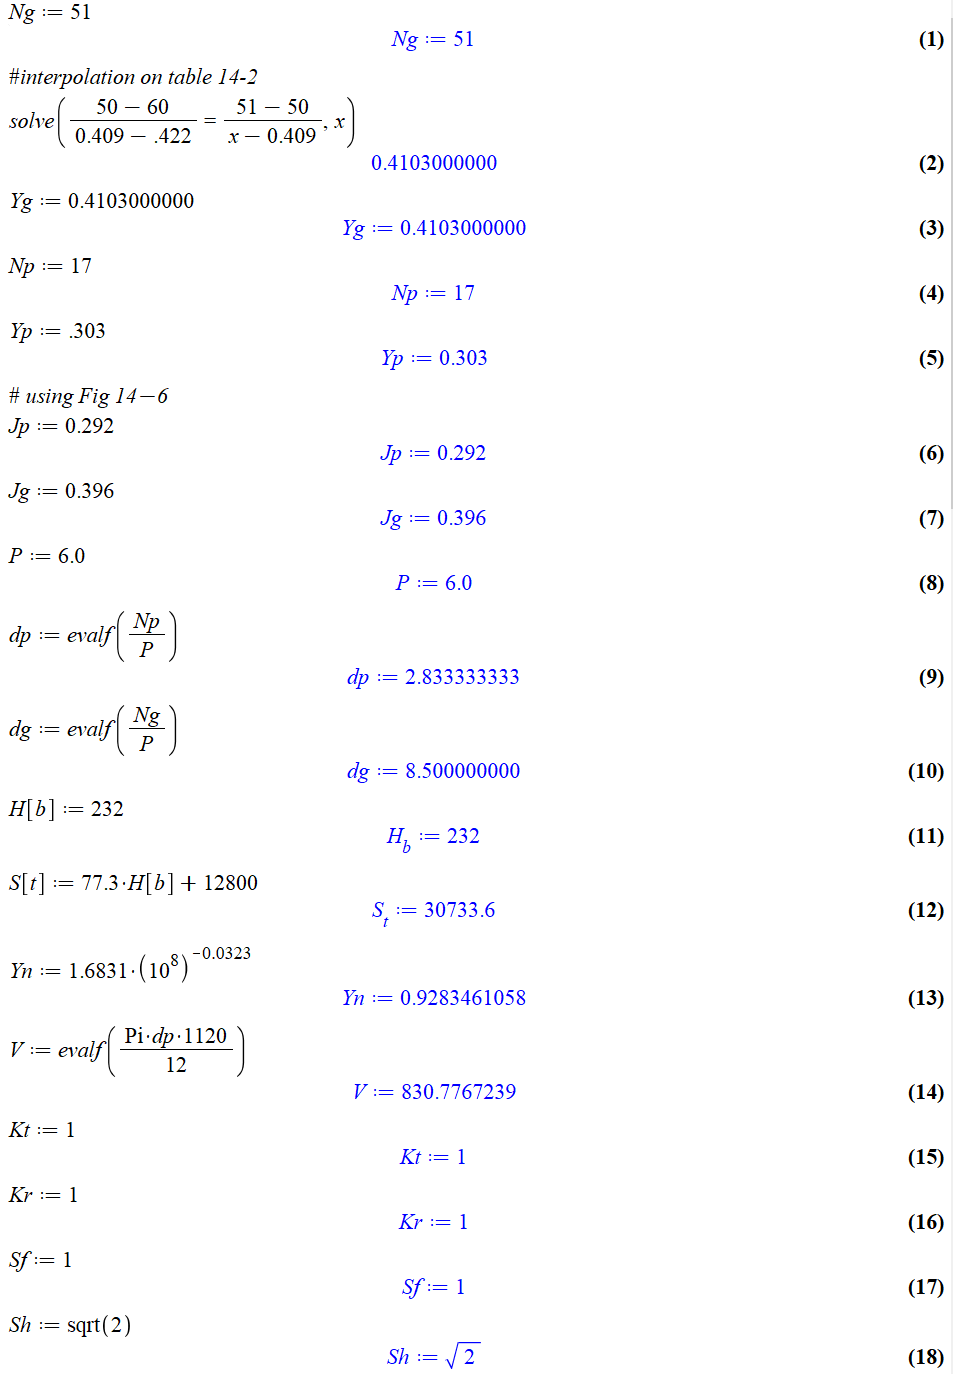 Ng := 51
Ng := 51 (1)
#interpolation on table 14-2
solve( (50 − 60)/(0.409 − .422) = (51 − 50)/(x − 0.409), x )
0.4103000000 (2)
Yg := 0.4103000000
Yg := 0.4103000000 (3)
Np := 17
Np := 17 (4)
Yp := .303
Yp := 0.303 (5)
# using Fig 14−6
Jp := 0.292
Jp := 0.292 (6)
Jg := 0.396
Jg := 0.396 (7)
P := 6.0
P := 6.0 (8)
dp := evalf( Np/P )
dp := 2.833333333 (9)
dg := evalf( Ng/P )
dg := 8.500000000 (10)
H[b] := 232
H_b := 232 (11)
S[t] := 77.3·H[b] + 12800
S_t := 30733.6 (12)
Yn := 1.6831·(10^8)^−0.0323
Yn := 0.9283461058 (13)
V := evalf( (Pi·dp·1120)/12 )
V := 830.7767239 (14)
Kt := 1
Kt := 1 (15)
Kr := 1
Kr := 1 (16)
Sf := 1
Sf := 1 (17)
Sh := sqrt(2)
Sh := √2 (18)